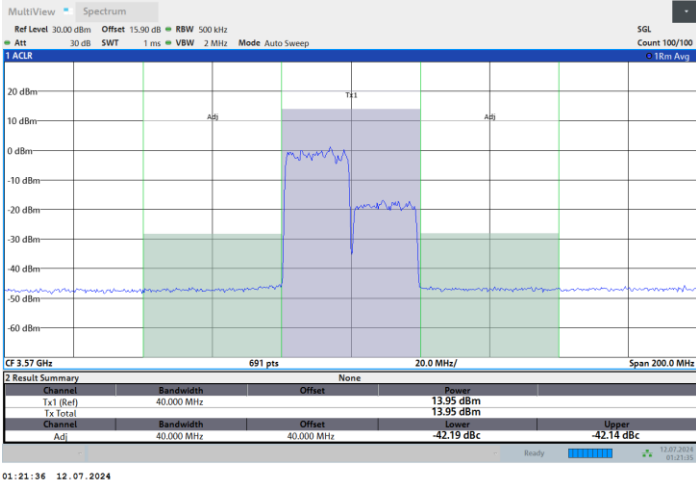 MultiView Spectrum
Ref Level 30.00 dBm Offset 15.90 dB RBW 500 kHz SGL
Att 30 dB SWT 1 ms VBW 2 MHz Mode Auto Sweep Count 100/100
1 ACLR 1Rm Avg
20 dBm
Tx1
10 dBm
Adj Adj
0 dBm
-10 dBm
-20 dBm
-30 dBm
-40 dBm
-50 dBm
-60 dBm
CF 3.57 GHz 691 pts 20.0 MHz/ Span 200.0 MHz
2 Result Summary None
Channel Bandwidth Offset Power
Tx1 (Ref) 40.000 MHz 13.95 dBm
Tx Total 13.95 dBm
Channel Bandwidth Offset Lower Upper
Adj 40.000 MHz 40.000 MHz -42.19 dBc -42.14 dBc
Ready 12.07.2024
01:21:35
01:21:36 12.07.2024